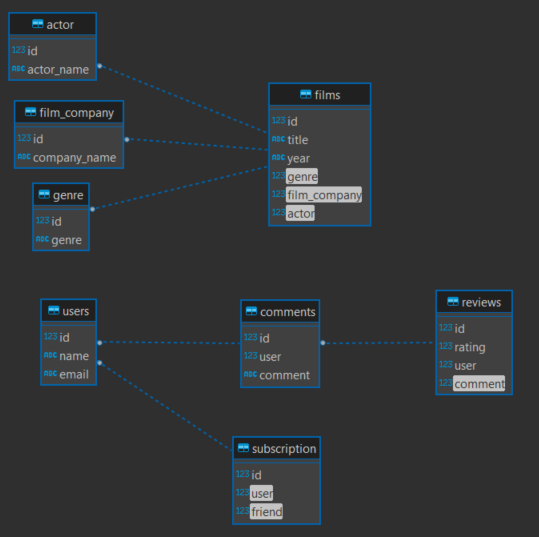 actor
123 id
ABC actor_name
film_company
123 id
ABC company_name
genre
123 id
ABC genre
films
123 id
ABC title
ABC year
123 genre
123 film_company
123 actor
users
123 id
ABC name
ABC email
comments
123 id
123 user
ABC comment
reviews
123 id
123 rating
123 user
123 comment
subscription
123 id
123 user
123 friend